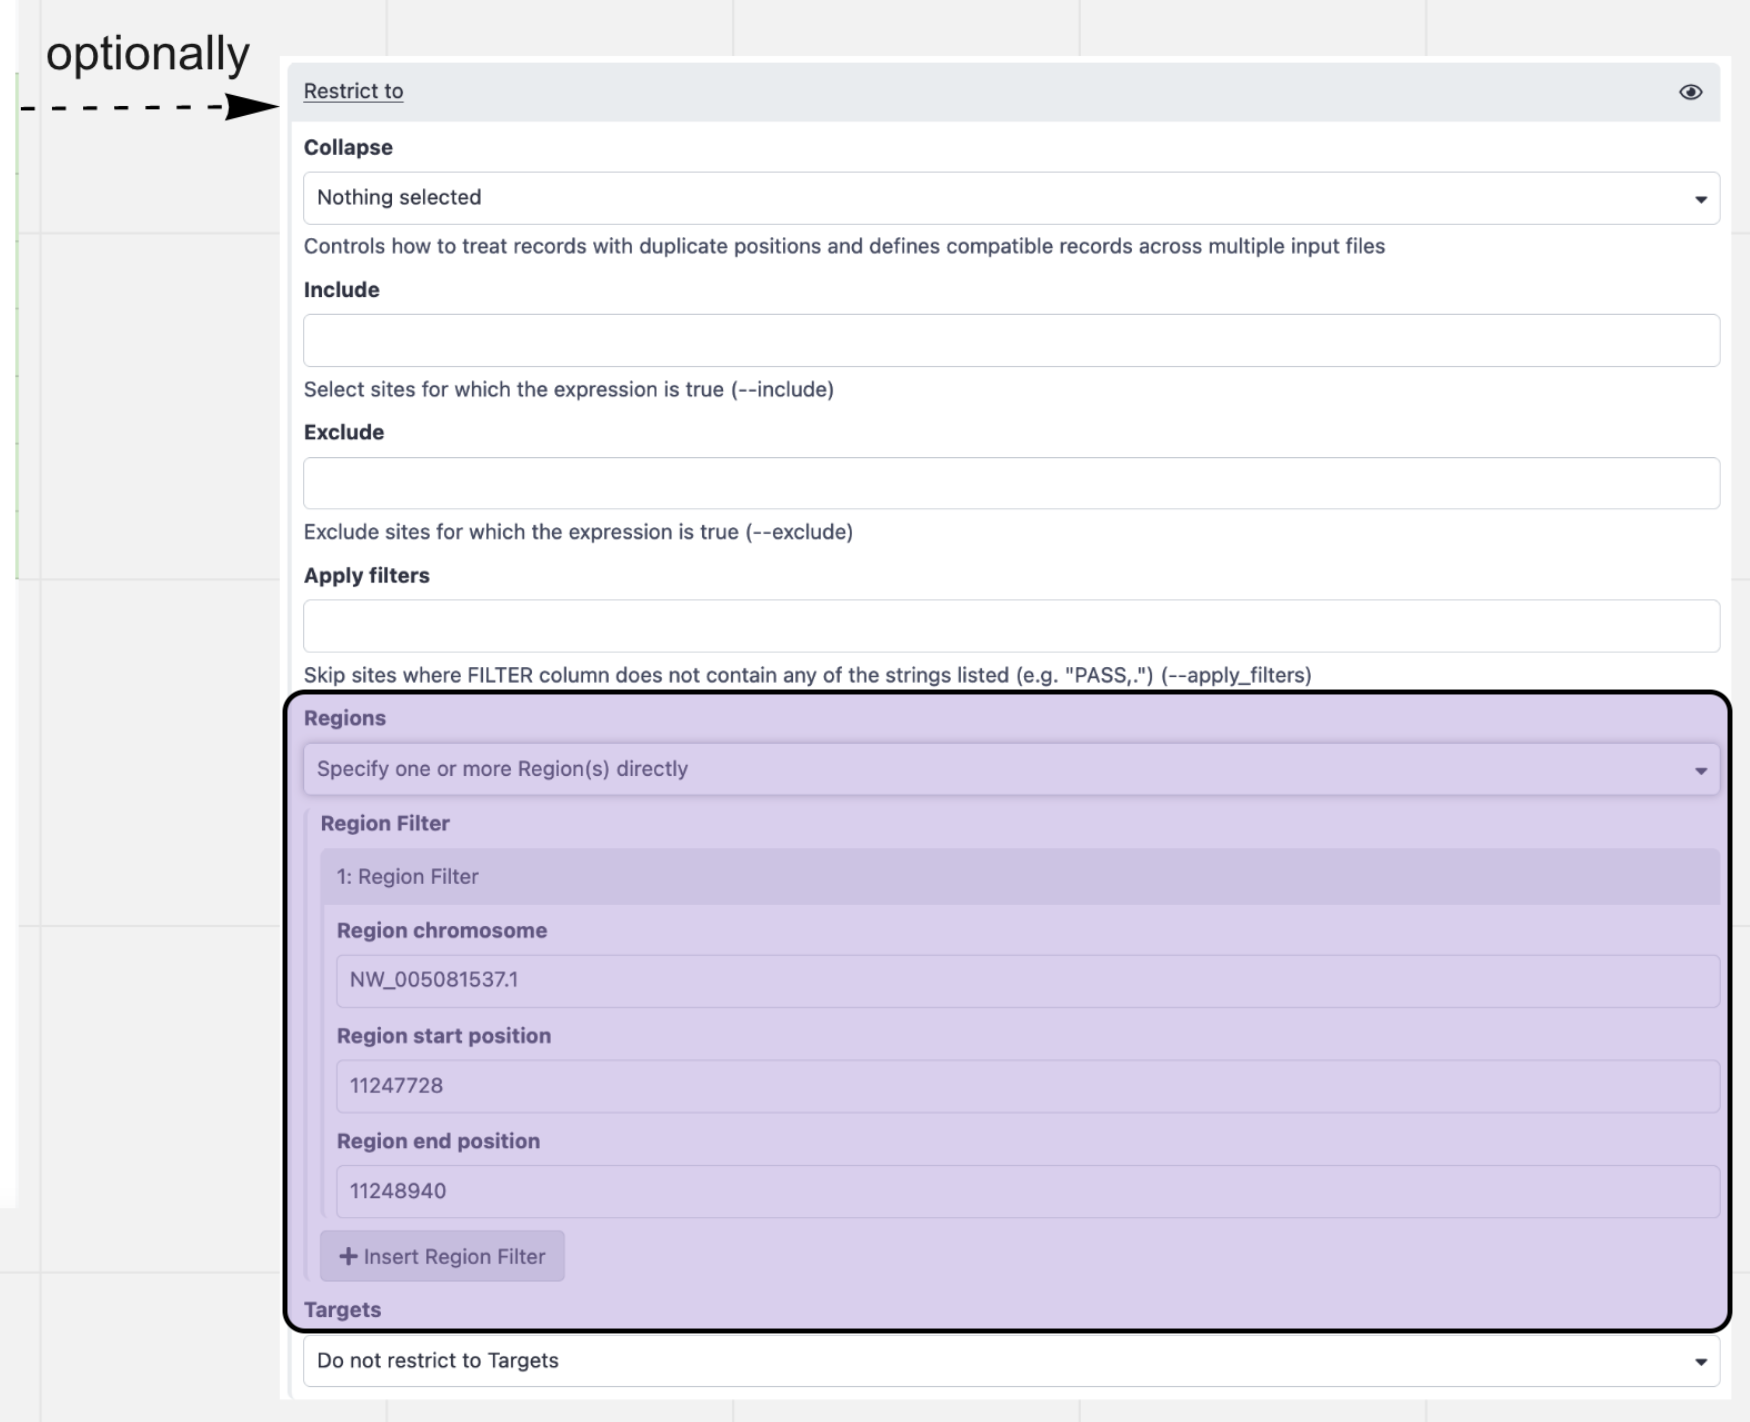 optionally
Restrict to
Collapse
Nothing selected
Controls how to treat records with duplicate positions and defines compatible records across multiple input files
Include
Select sites for which the expression is true (--include)
Exclude
Exclude sites for which the expression is true (--exclude)
Apply filters
Skip sites where FILTER column does not contain any of the strings listed (e.g. "PASS,.") (--apply_filters)
Regions
Specify one or more Region(s) directly
Region Filter
1: Region Filter
Region chromosome
NW_005081537.1
Region start position
11247728
Region end position
11248940
+ Insert Region Filter
Targets
Do not restrict to Targets